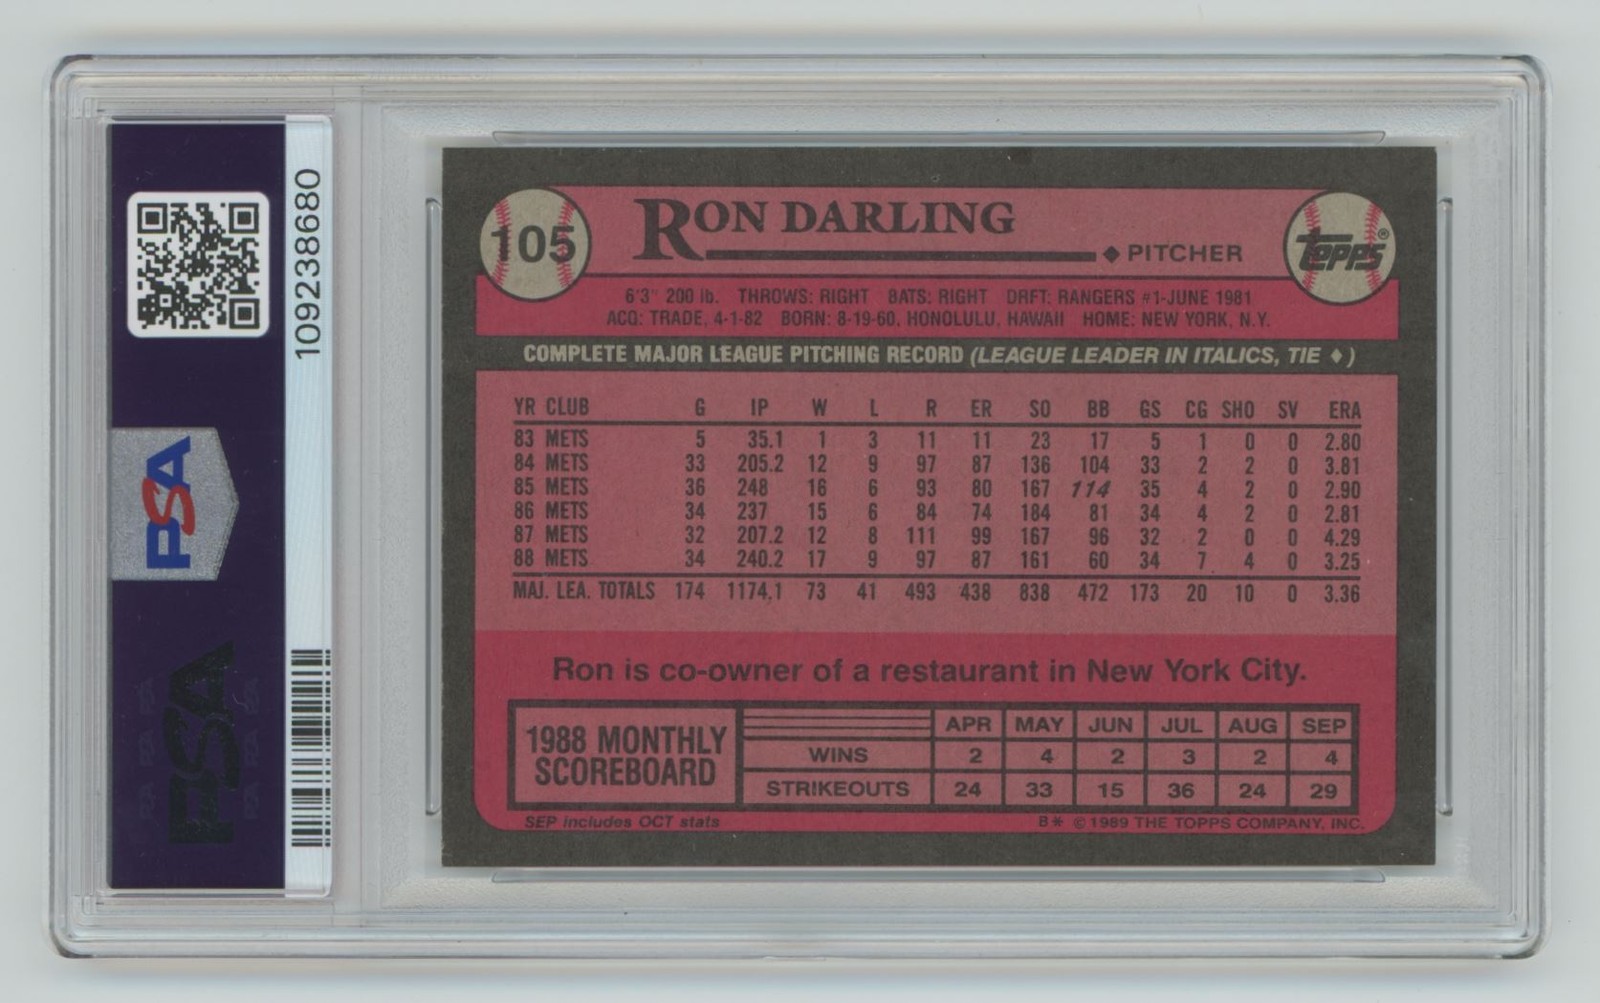 109238680
PSA
PSA
105
RON DARLING
◆ PITCHER
TOPPS®
6'3" 200 lb. THROWS: RIGHT BATS: RIGHT DRFT: RANGERS #1-JUNE 1981
ACQ: TRADE, 4-1-82 BORN: 8-19-60, HONOLULU, HAWAII HOME: NEW YORK, N.Y.
COMPLETE MAJOR LEAGUE PITCHING RECORD (LEAGUE LEADER IN ITALICS, TIE ♦)
YR CLUB G IP W L R ER SO BB GS CG SHO SV ERA
83 METS 5 35.1 1 3 11 11 23 17 5 1 0 0 2.80
84 METS 33 205.2 12 9 97 87 136 104 33 2 2 0 3.81
85 METS 36 248 16 6 93 80 167 114 35 4 2 0 2.90
86 METS 34 237 15 6 84 74 184 81 34 4 2 0 2.81
87 METS 32 207.2 12 8 111 99 167 96 32 2 0 0 4.29
88 METS 34 240.2 17 9 97 87 161 60 34 7 4 0 3.25
MAJ. LEA. TOTALS 174 1174.1 73 41 493 438 838 472 173 20 10 0 3.36
Ron is co-owner of a restaurant in New York City.
1988 MONTHLY
SCOREBOARD
APR MAY JUN JUL AUG SEP
WINS 2 4 2 3 2 4
STRIKEOUTS 24 33 15 36 24 29
SEP includes OCT stats
B* © 1989 THE TOPPS COMPANY, INC.